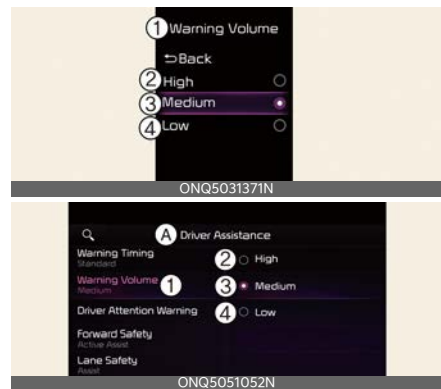 ① Warning Volume
⮌Back
② High
③ Medium
④ Low
ONQ5031371N
Ⓐ Driver Assistance
Warning Timing
Standard
② High
Warning Volume ①
Medium
③ Medium
Driver Attention Warning
④ Low
Forward Safety
Active Assist
Lane Safety
Assist
ONQ5051052N